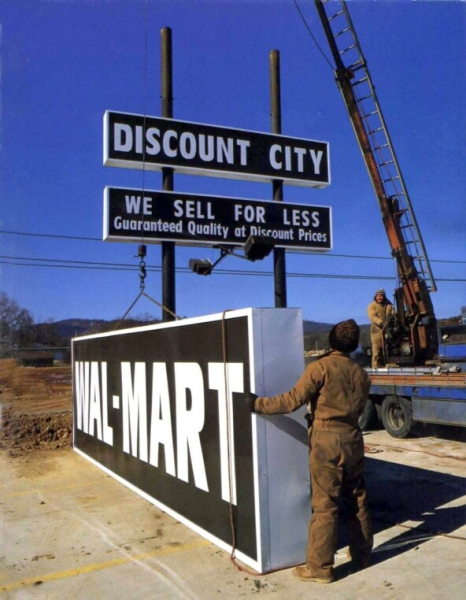 DISCOUNT CITY
WE SELL FOR LESS
Guaranteed Quality at Discount Prices
WAL-MART